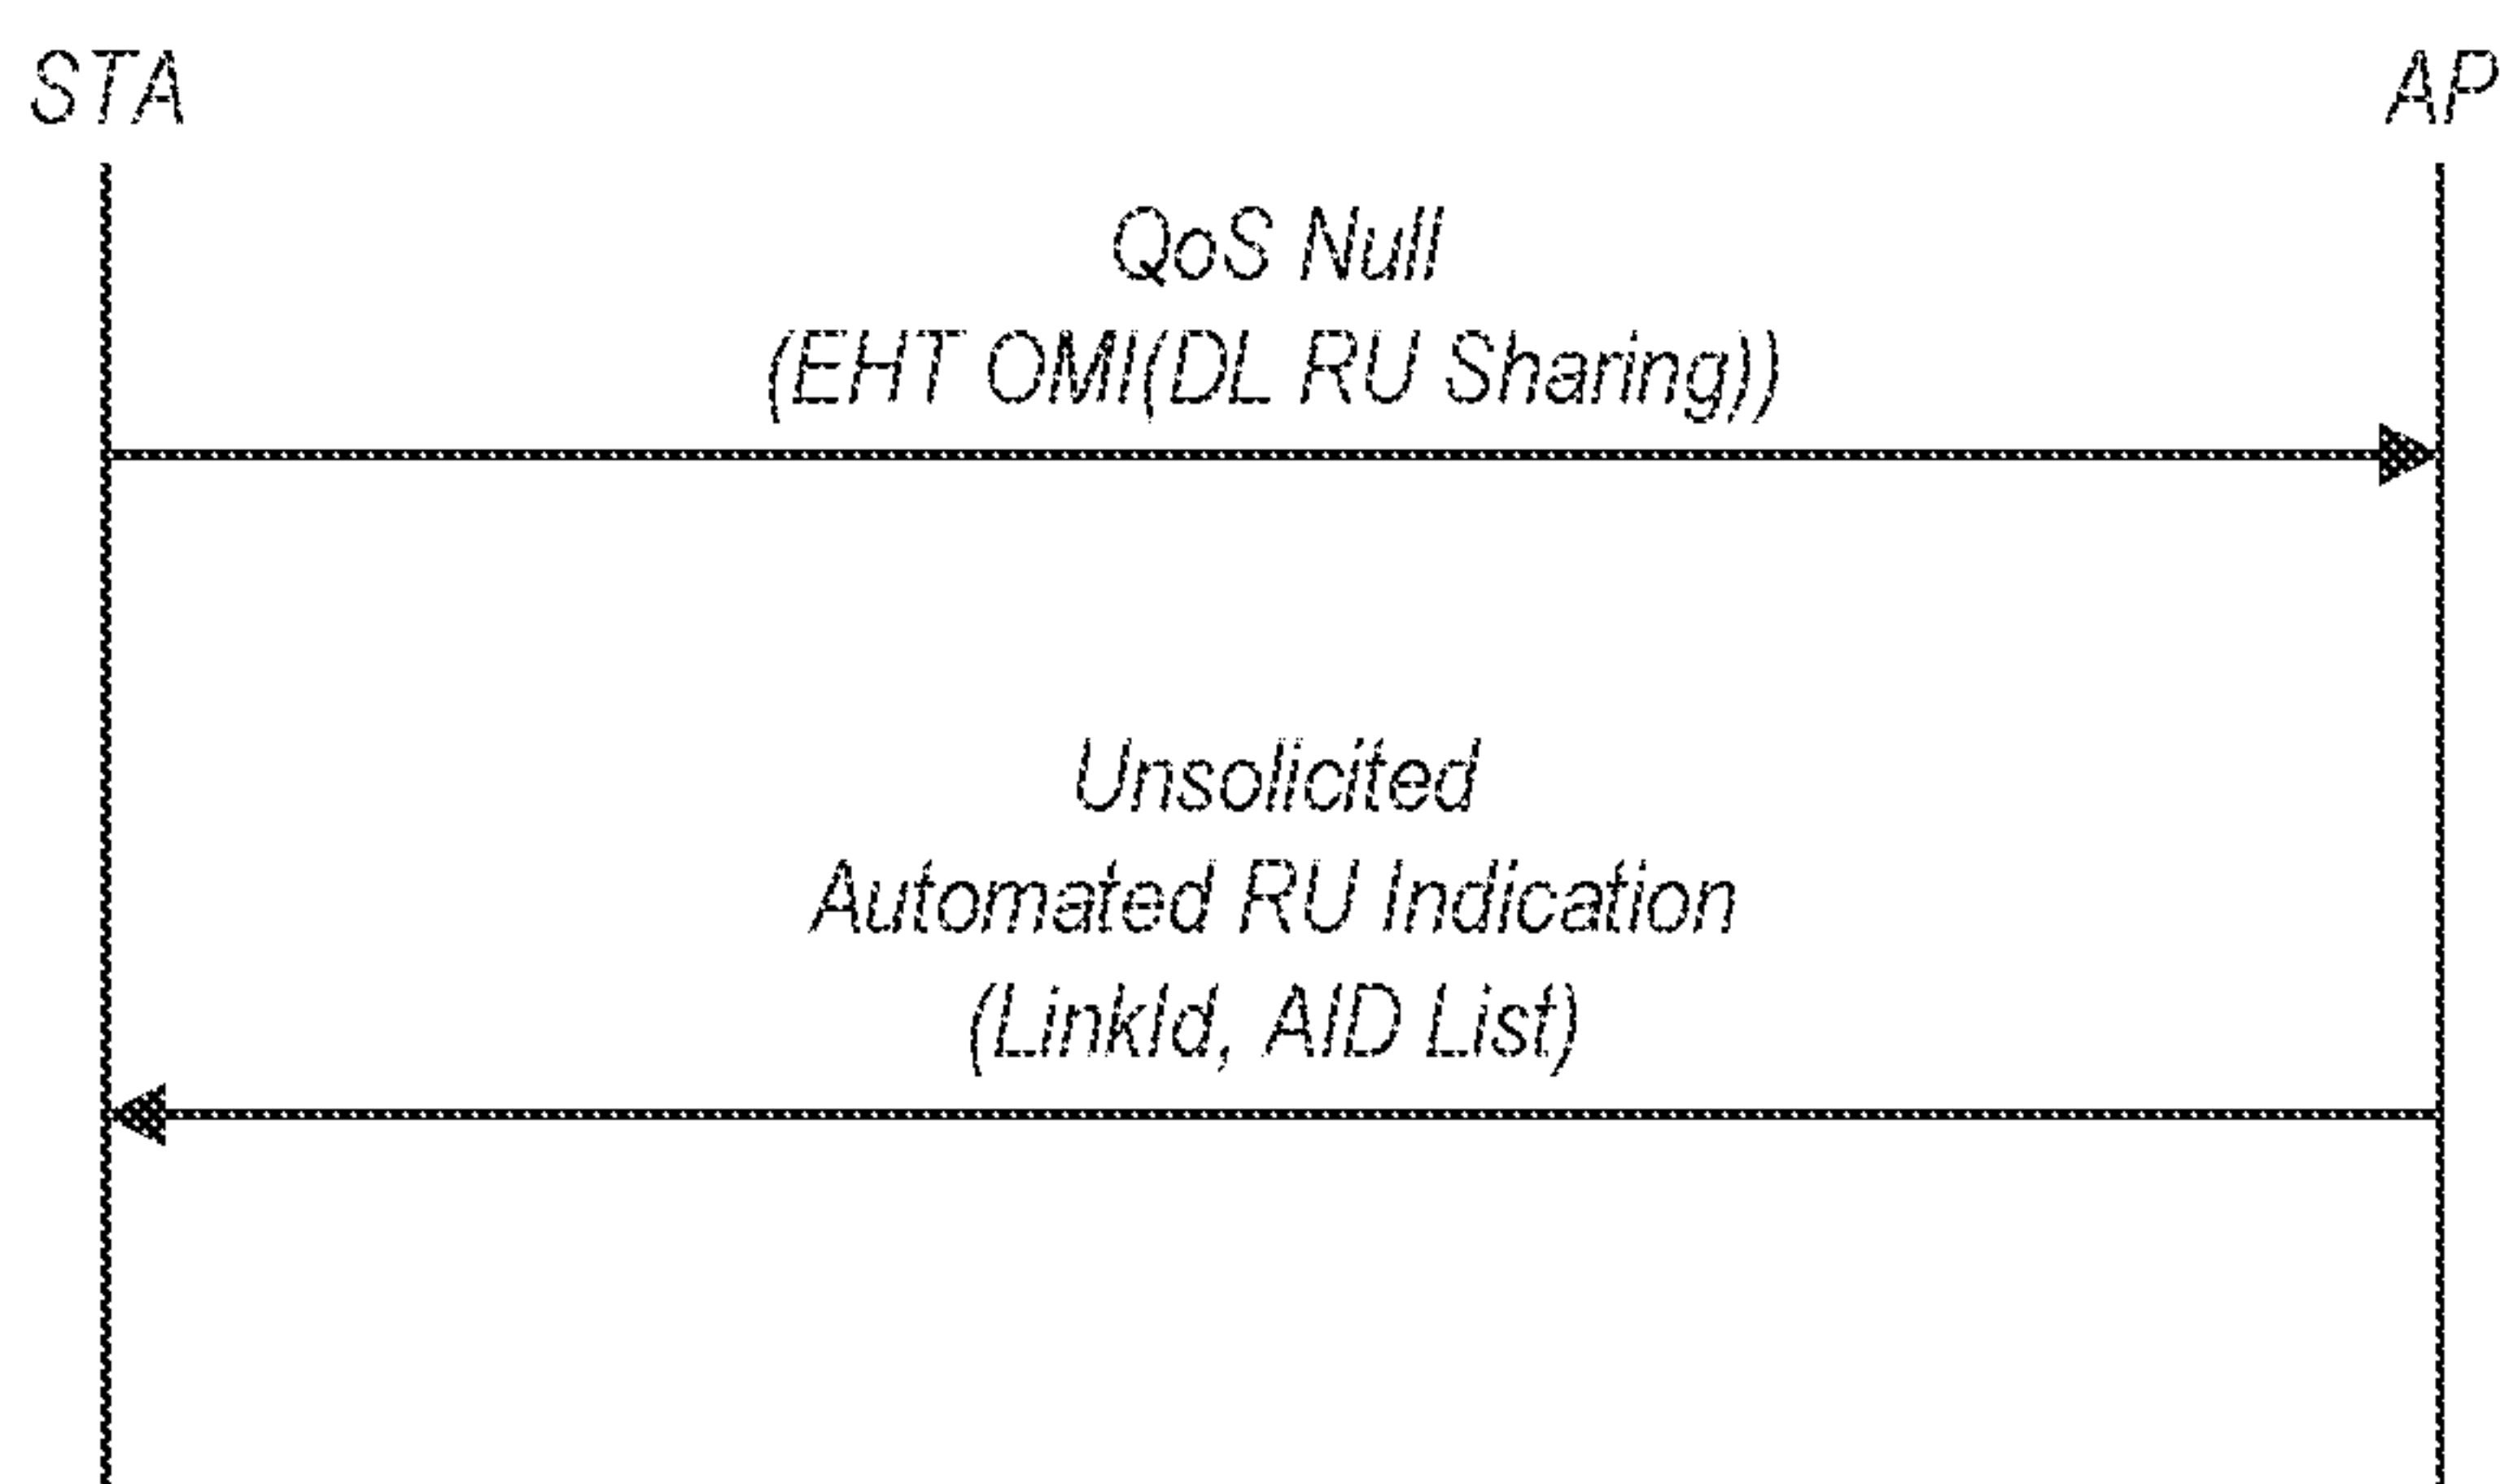 STA
AP
QoS Null
(EHT OMI(DL RU Sharing))
Unsolicited
Automated RU Indication
(LinkId, AID List)